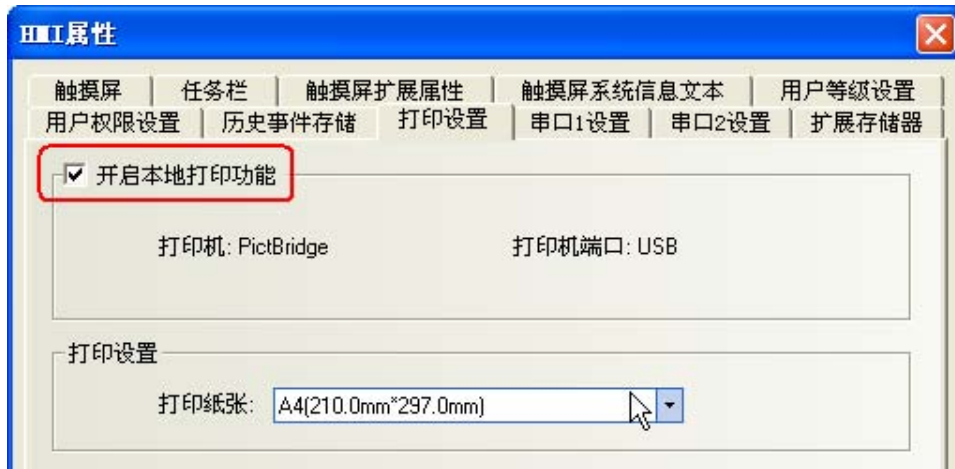 HMI属性
触摸屏 任务栏 触摸屏扩展属性 触摸屏系统信息文本 用户等级设置
用户权限设置 历史事件存储 打印设置 串口1设置 串口2设置 扩展存储器
开启本地打印功能
打印机: PictBridge 打印机端口: USB
打印设置
打印纸张: A4(210.0mm*297.0mm)